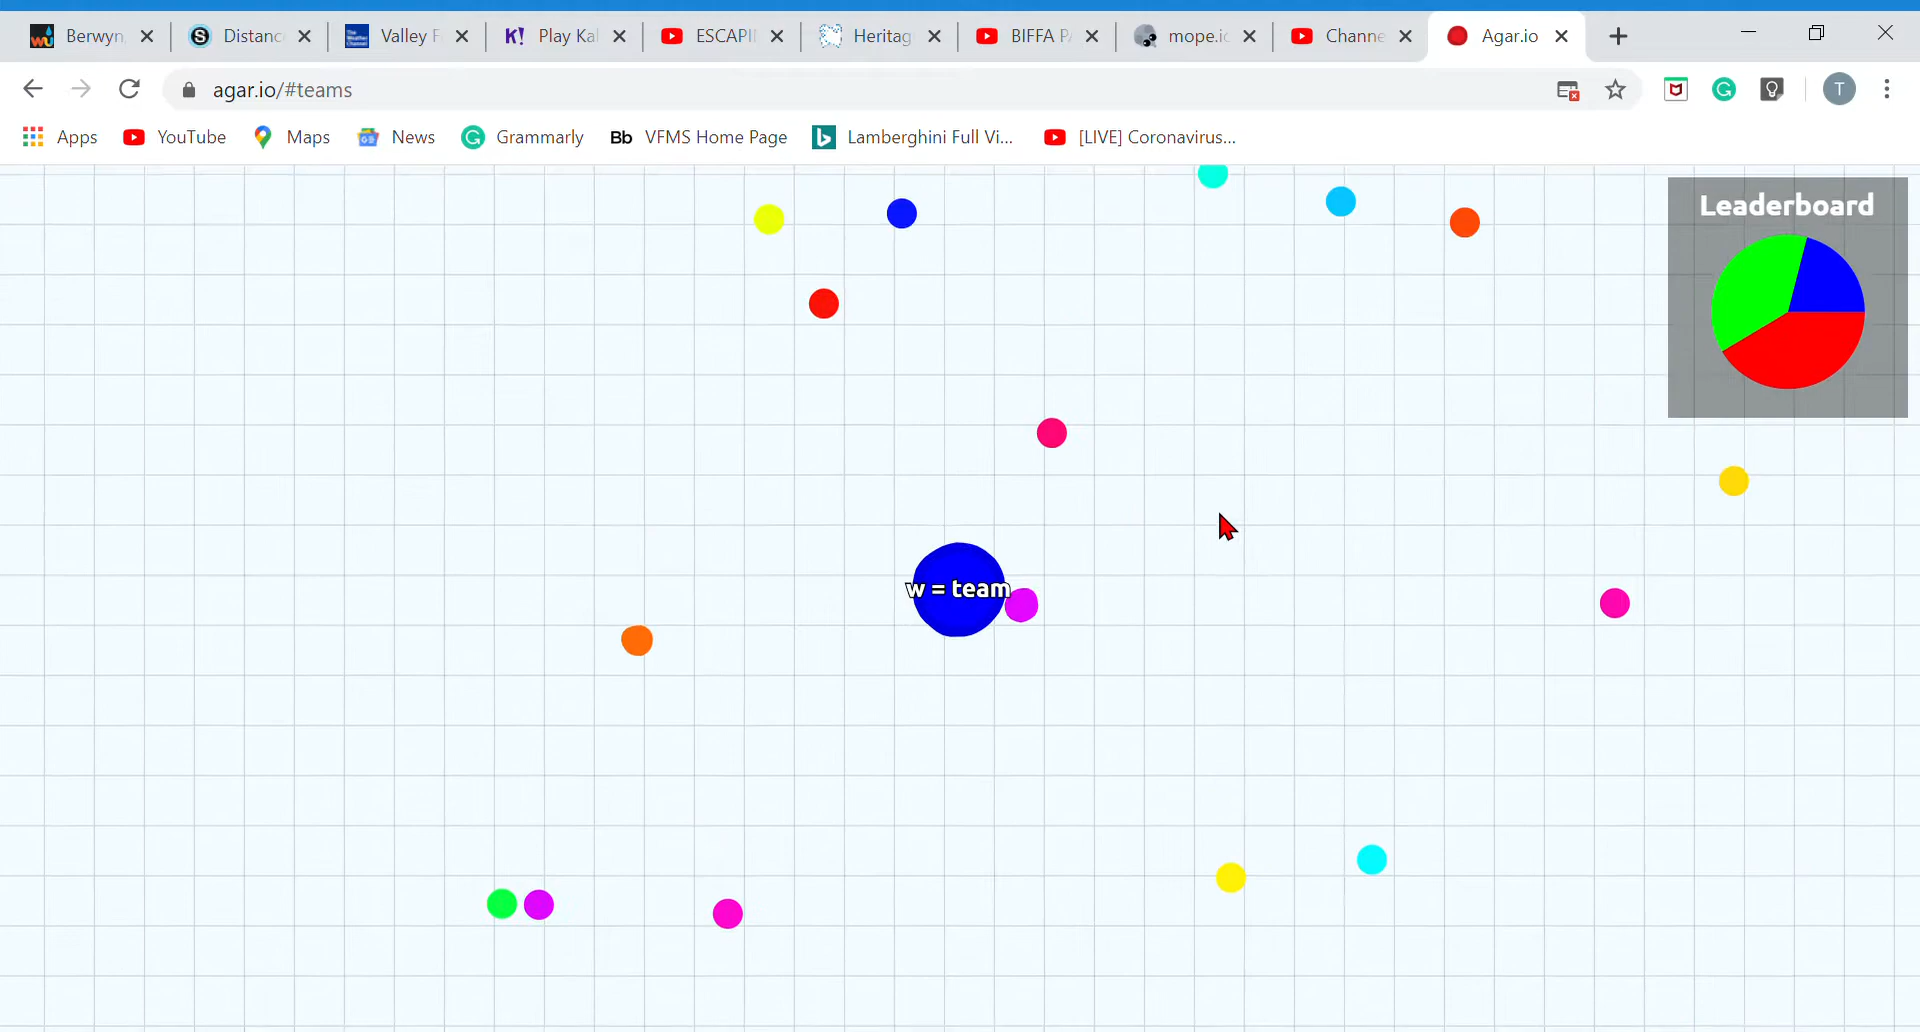 Berwyn, Distanc Valley F Play Ka ESCAPI Heritag BIFFA P mope.ic Channe Agar.io
agar.io/#teams T
Apps YouTube Maps News Grammarly Bb VFMS Home Page Lamberghini Full Vi... [LIVE] Coronavirus...
Leaderboard
w = team